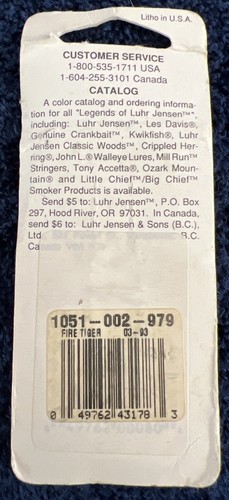 Litho in U.S.A.
CUSTOMER SERVICE
1-800-535-1711 USA
1-604-255-3101 Canada
CATALOG
A color catalog and ordering informa-
tion for all "Legends of Luhr Jensen™",
including: Luhr Jensen™, Les Davis®,
Genuine Crankbait™, Kwikfish®, Luhr
Jensen Classic Woods™, Crippled Her-
ring®, John L.® Walleye Lures, Mill Run™
Stringers, Tony Accetta®, Ozark Moun-
tain® and Little Chief™/Big Chief™
Smoker Products is available.
Send $5 to: Luhr Jensen™, P.O. Box
297, Hood River, OR 97031. In Canada,
send $6 to: Luhr Jensen & Sons (B.C.),
Ltd
B.C.
Ca
1051-002-979
FIRE TIGER 03-93
0 49762 43178 3